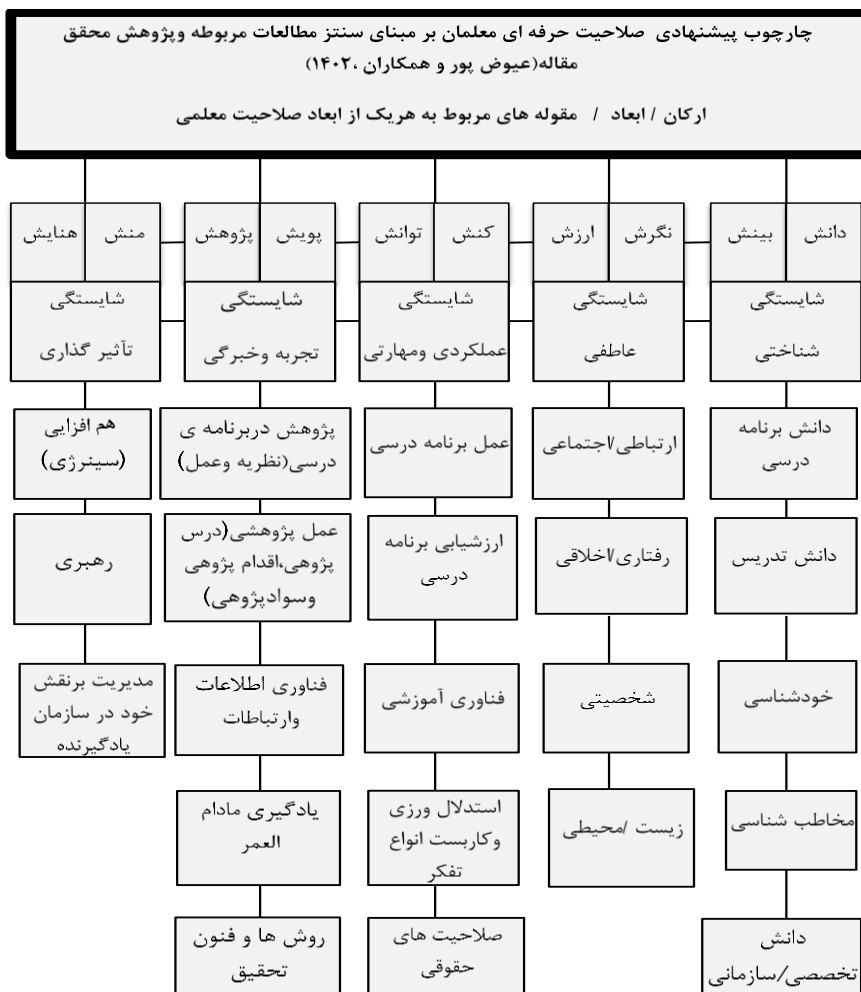 چارچوب پیشنهادی صلاحیت حرفه ای معلمان بر مبنای سنتز مطالعات مربوطه وپژوهش محقق
مقاله(عیوض پور و همکاران ،۱۴۰۲)
ارکان / ابعاد / مقوله های مربوط به هریک از ابعاد صلاحیت معلمی
دانش
بینش
شایستگی
شناختی
دانش برنامه
درسی
دانش تدریس
خودشناسی
مخاطب شناسی
دانش
تخصصی/سازمانی
نگرش
ارزش
شایستگی
عاطفی
ارتباطی/اجتماعی
رفتاری/اخلاقی
شخصیتی
زیست /محیطی
کنش
توانش
شایستگی
عملکردی ومهارتی
عمل برنامه درسی
ارزشیابی برنامه
درسی
فناوری آموزشی
استدلال ورزی
وکاربست انواع
تفکر
صلاحیت های
حقوقی
پویش
پژوهش
شایستگی
تجربه وخبرگی
پژوهش دربرنامه ی
درسی(نظریه وعمل)
عمل پژوهشی(درس
پژوهی،اقدام پژوهی
وسوادپژوهی)
فناوری اطلاعات
وارتباطات
یادگیری مادام
العمر
روش ها و فنون
تحقیق
منش
هنایش
شایستگی
تآثیر گذاری
هم افزایی
(سینرژی)
رهبری
مدیریت برنقش
خود در سازمان
یادگیرنده